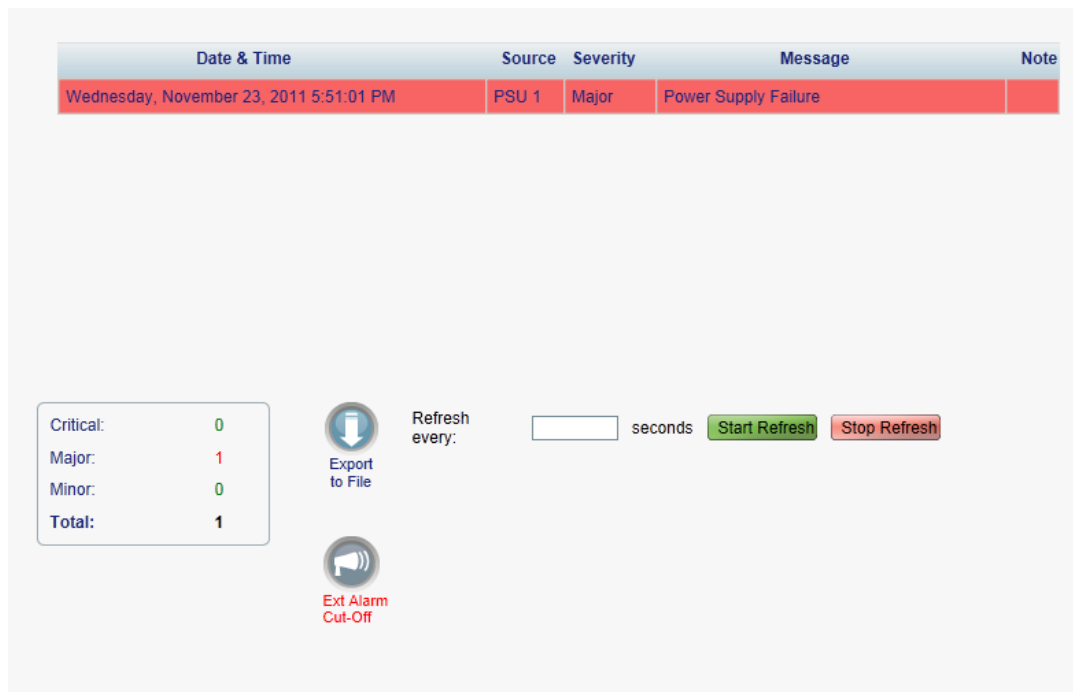 Date & Time Source Severity Message Note
Wednesday, November 23, 2011 5:51:01 PM PSU 1 Major Power Supply Failure
Critical: 0
Major: 1
Minor: 0
Total: 1
Export
to File
Refresh
every:
seconds Start Refresh Stop Refresh
Ext Alarm
Cut-Off